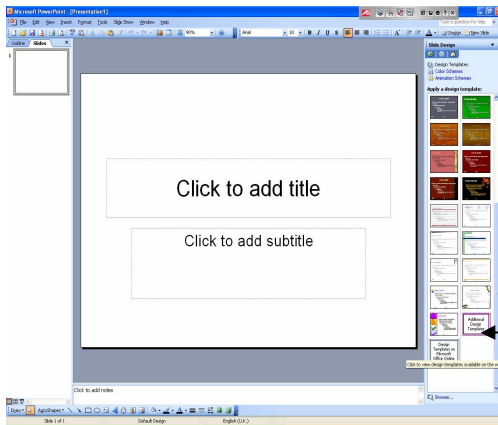 Microsoft PowerPoint - [Presentation1]
File Edit View Insert Format Tools Slide Show Window Help
Type a question for help
90%
Arial
18
B I U S
Design
New Slide
Outline Slides
Slide Design
1
Design Templates
Color Schemes
Animation Schemes
Apply a design template:
Click to add title
Click to add subtitle
Additional
Design
Templates
Design
Templates on
Microsoft
Office Online
Click to view design templates available on the w
Click to add notes
Browse...
Draw AutoShapes
Slide 1 of 1
Default Design
English (U.K.)